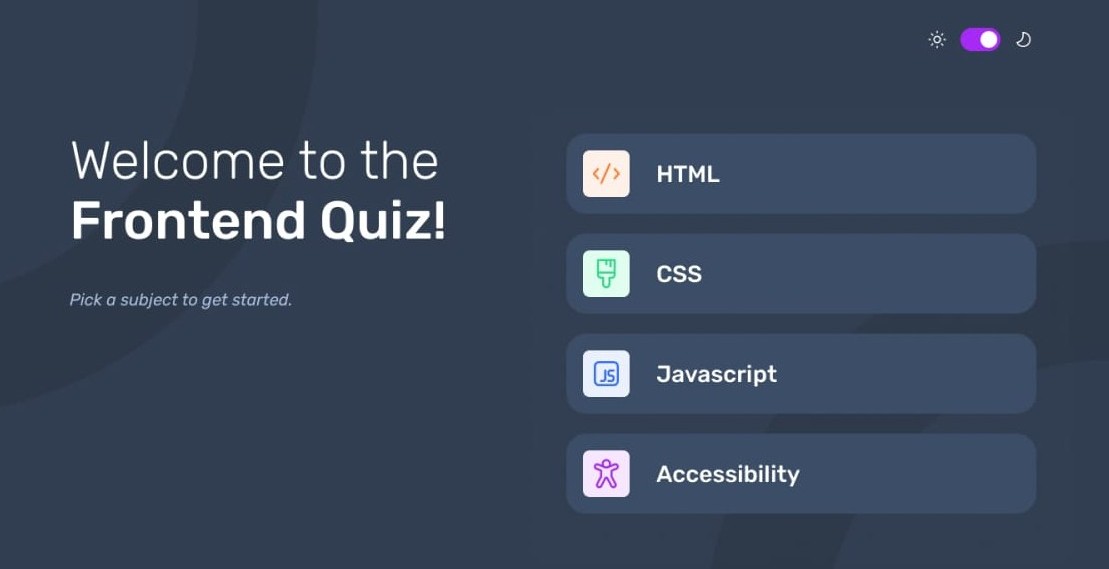 Welcome to the
Frontend Quiz!
Pick a subject to get started.
HTML
CSS
JS
Javascript
Accessibility